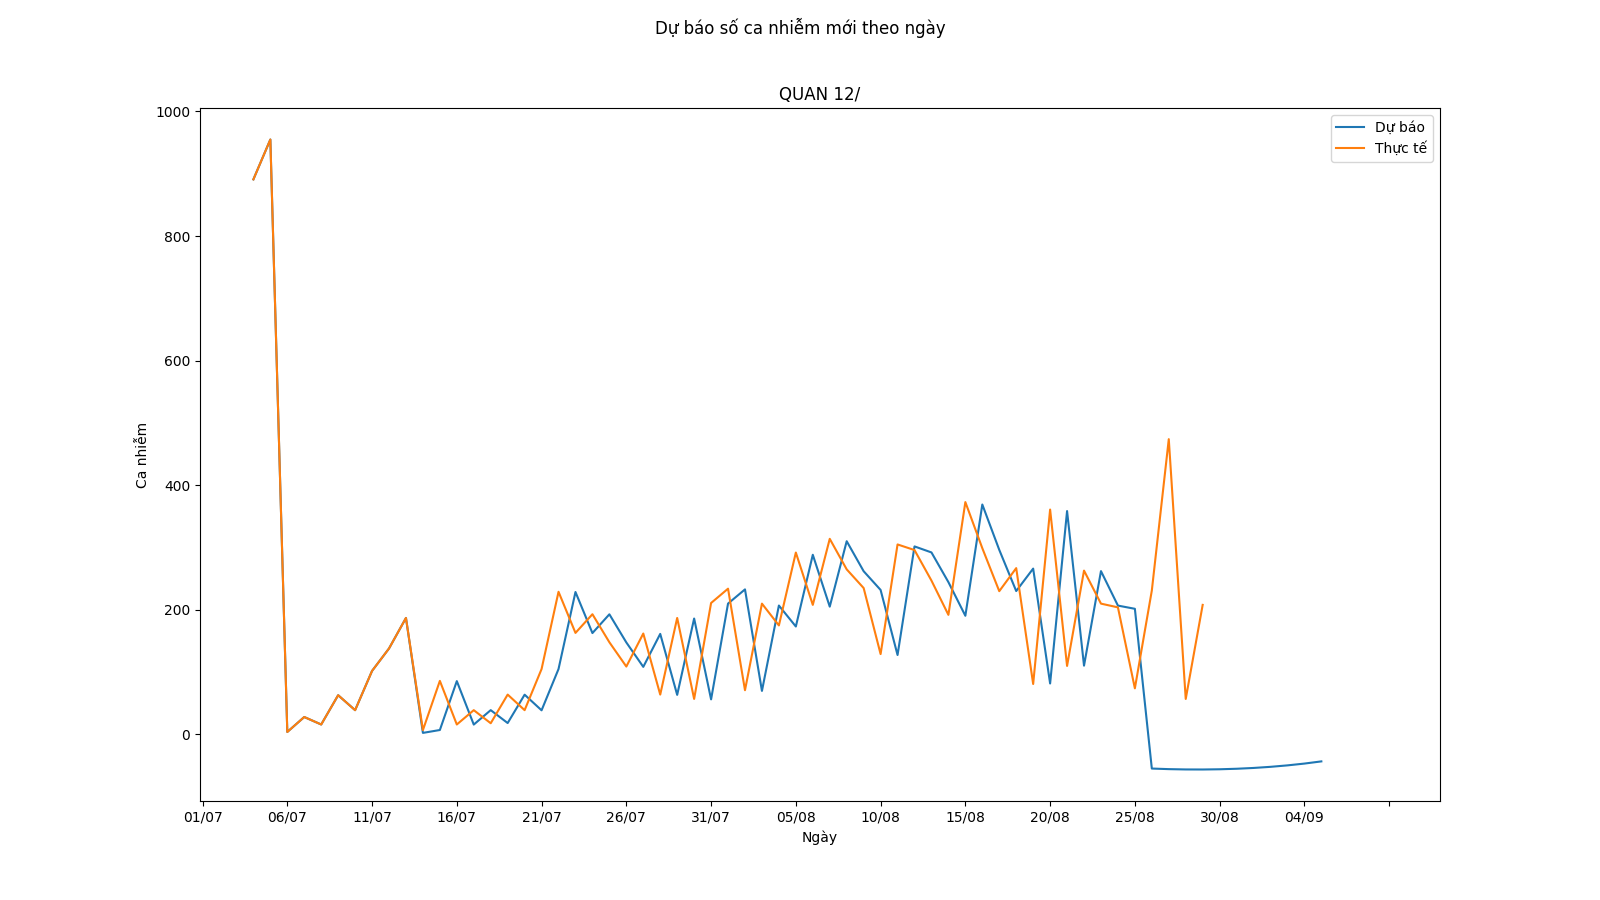 Dự báo số ca nhiễm mới theo ngày
QUAN 12/
Dự báo
Thực tế
Ca nhiễm
1000
800
600
400
200
0
01/07 06/07 11/07 16/07 21/07 26/07 31/07 05/08 10/08 15/08 20/08 25/08 30/08 04/09
Ngày